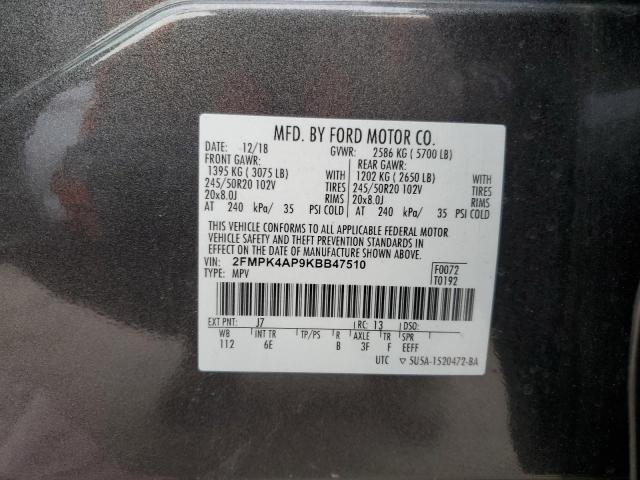 MFD. BY FORD MOTOR CO.
DATE: 12/18 GVWR: 2586 KG ( 5700 LB)
FRONT GAWR: REAR GAWR:
1395 KG ( 3075 LB) WITH 1202 KG ( 2650 LB) WITH
245/50R20 102V TIRES 245/50R20 102V TIRES
20x8.0J RIMS 20x8.0J RIMS
AT 240 kPa/ 35 PSI COLD AT 240 kPa/ 35 PSI COLD
THIS VEHICLE CONFORMS TO ALL APPLICABLE FEDERAL MOTOR
VEHICLE SAFETY AND THEFT PREVENTION STANDARDS IN
EFFECT ON THE DATE OF MANUFACTURE SHOWN ABOVE.
VIN: 2FMPK4AP9KBB47510 F0072
TYPE: MPV T0192
EXT PNT: J7 RC: 13 DSO:
WB INT TR TP/PS R AXLE TR SPR
112 6E B 3F F EEFF
UTC ▽ 5U5A-1520472-BA